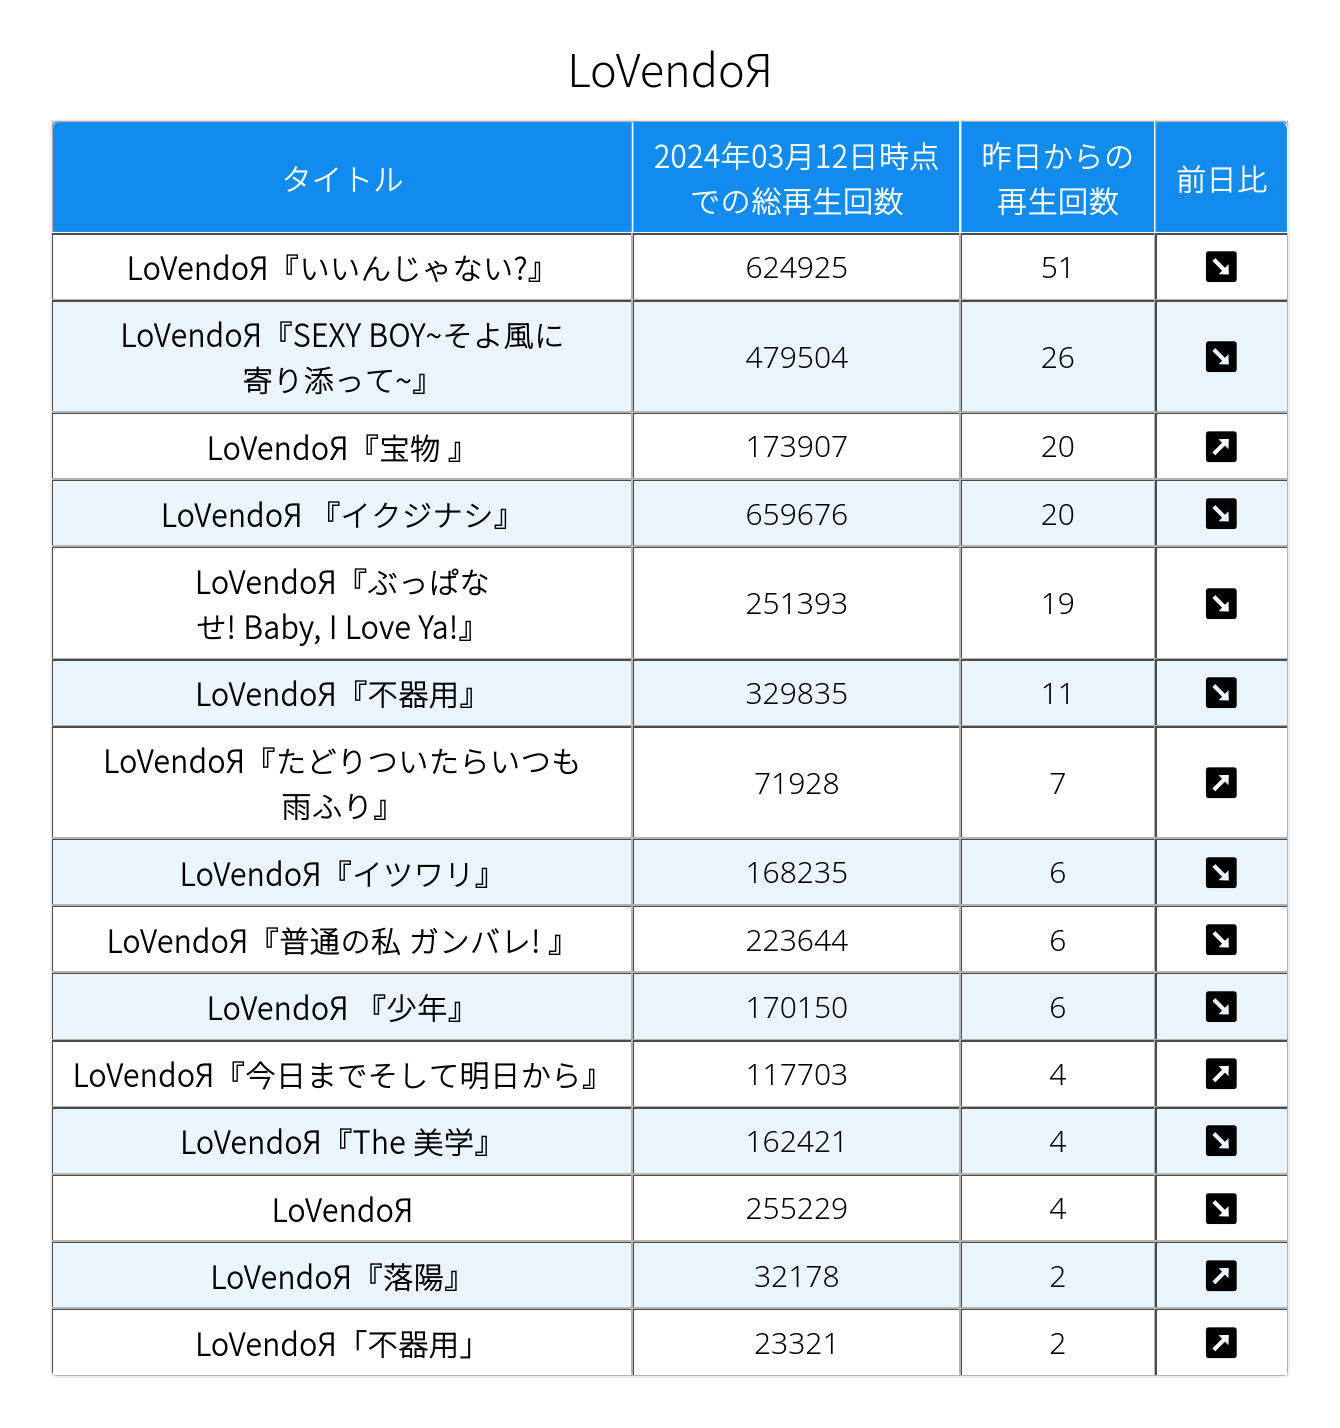 LoVendoЯ
タイトル
2024年03月12日時点
での総再生回数
昨日からの
再生回数
前日比
LoVendoЯ『いいんじゃない?』
624925
51
LoVendoЯ『SEXY BOY~そよ風に
寄り添って~』
479504
26
LoVendoЯ『宝物 』
173907
20
LoVendoЯ 『イクジナシ』
659676
20
LoVendoЯ『ぶっぱな
せ! Baby, I Love Ya!』
251393
19
LoVendoЯ『不器用』
329835
11
LoVendoЯ『たどりついたらいつも
雨ふり』
71928
7
LoVendoЯ『イツワリ』
168235
6
LoVendoЯ『普通の私 ガンバレ! 』
223644
6
LoVendoЯ 『少年』
170150
6
LoVendoЯ『今日までそして明日から』
117703
4
LoVendoЯ『The 美学』
162421
4
LoVendoЯ
255229
4
LoVendoЯ『落陽』
32178
2
LoVendoЯ「不器用」
23321
2